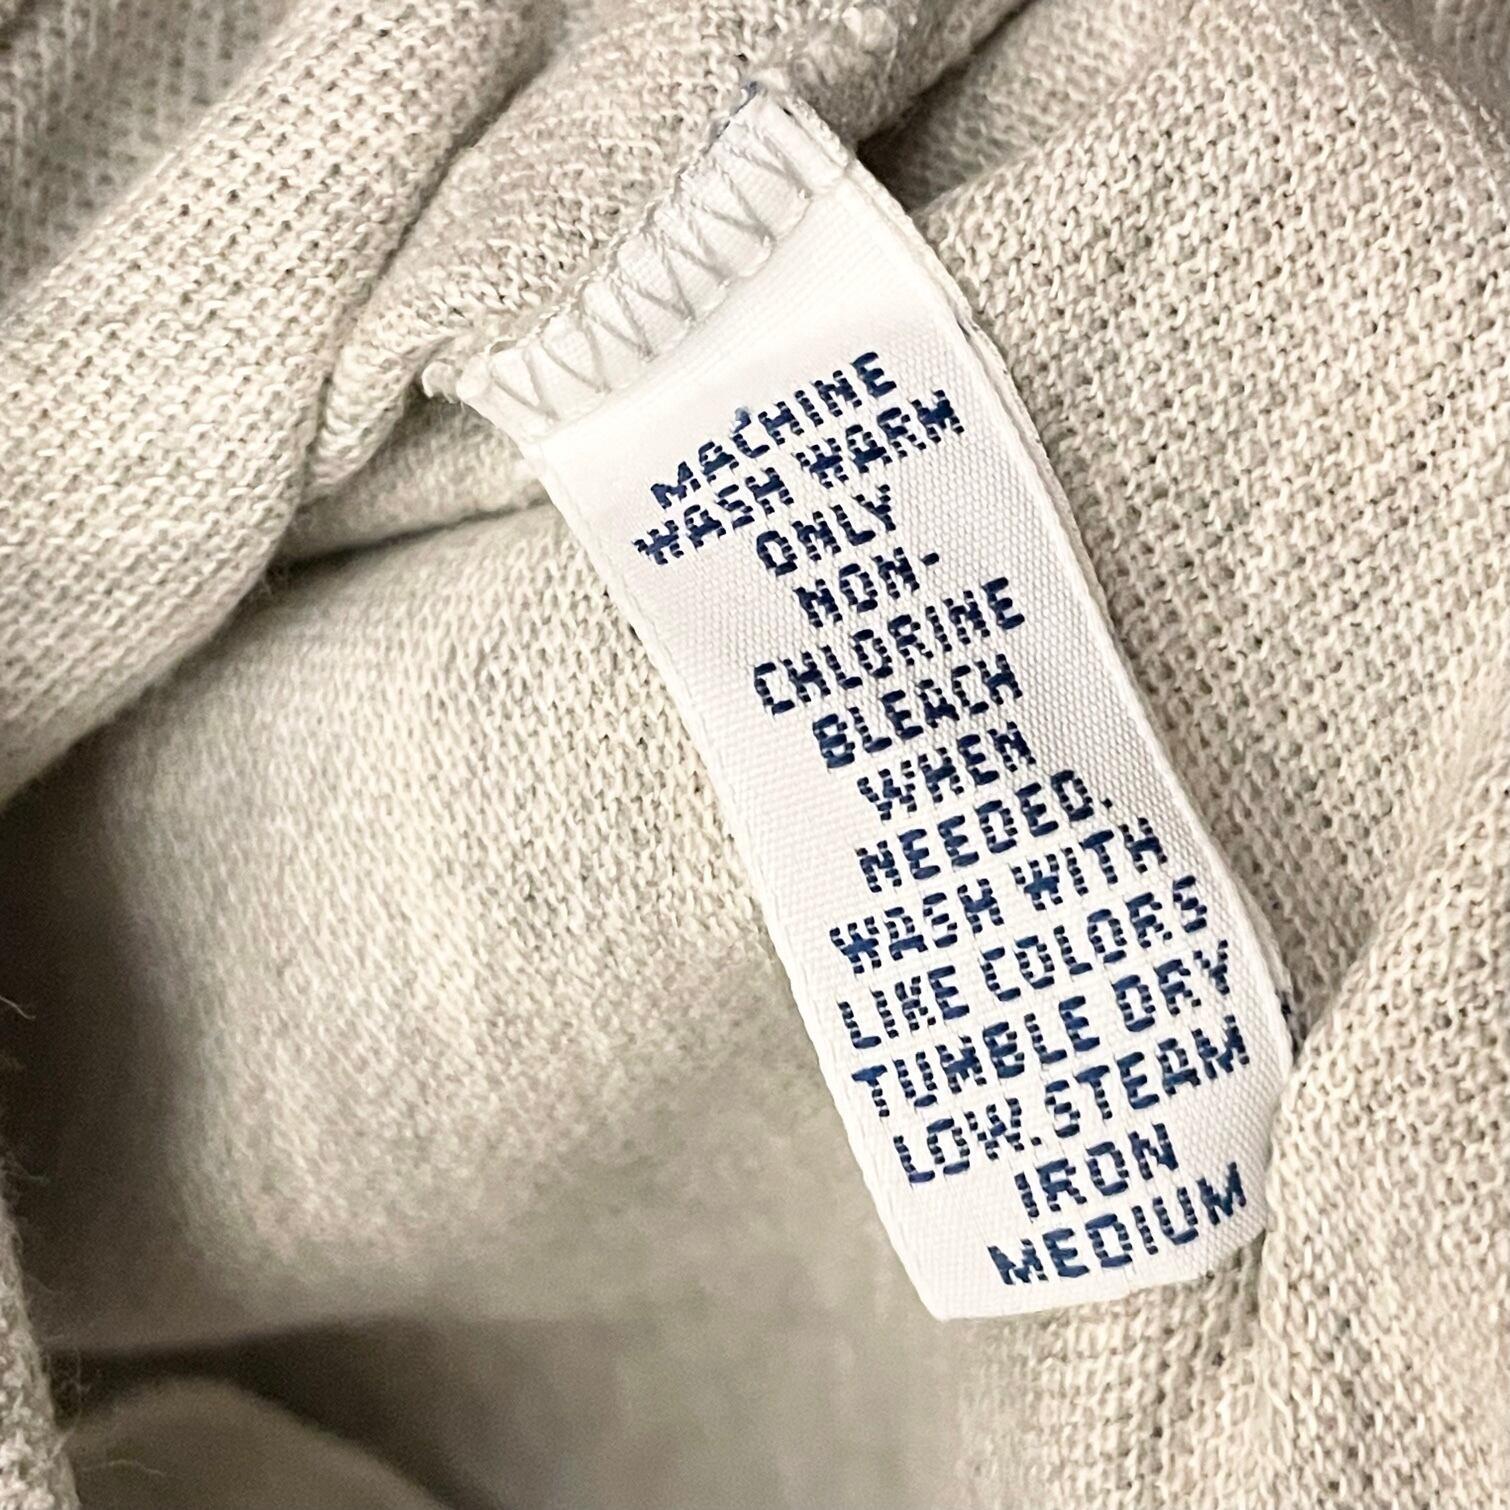 MACHINE
WASH WARM
ONLY
NON-
CHLORINE
BLEACH
WHEN
NEEDED.
WASH WITH
LIKE COLORS
TUMBLE DRY
LOW.STEAM
IRON
MEDIUM